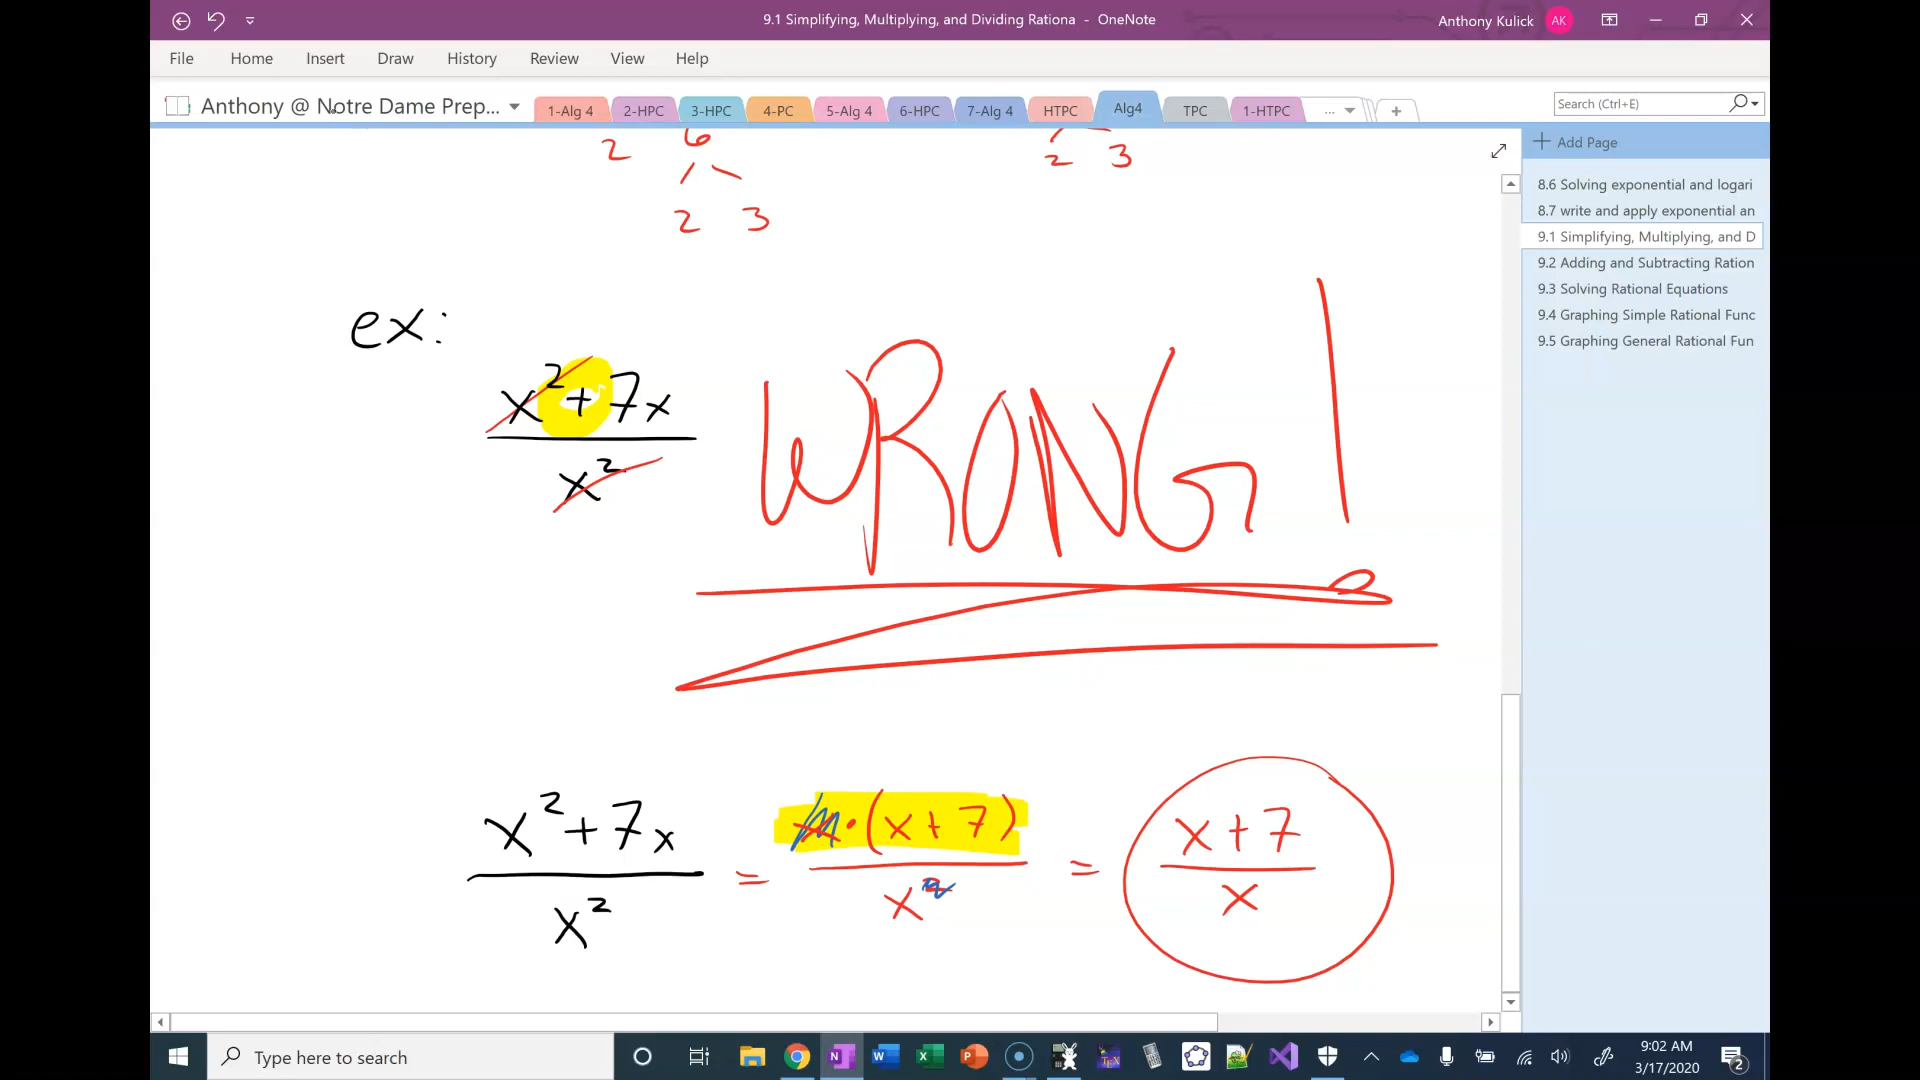 9.1 Simplifying, Multiplying, and Dividing Rationa - OneNote
Anthony Kulick AK
File Home Insert Draw History Review View Help
Anthony @ Notre Dame Prep...
1-Alg 4 2-HPC 3-HPC 4-PC 5-Alg 4 6-HPC 7-Alg 4 HTPC Alg4 TPC 1-HTPC ...
Search (Ctrl+E)
Add Page
8.6 Solving exponential and logari
8.7 write and apply exponential an
9.1 Simplifying, Multiplying, and D
9.2 Adding and Subtracting Ration
9.3 Solving Rational Equations
9.4 Graphing Simple Rational Func
9.5 Graphing General Rational Fun
2 6 2 3
2 3
ex:
x²+7x
x²
WRONG!
x²+7x = x·(x+7) = x+7
x² x² x
Type here to search
9:02 AM
3/17/2020
2